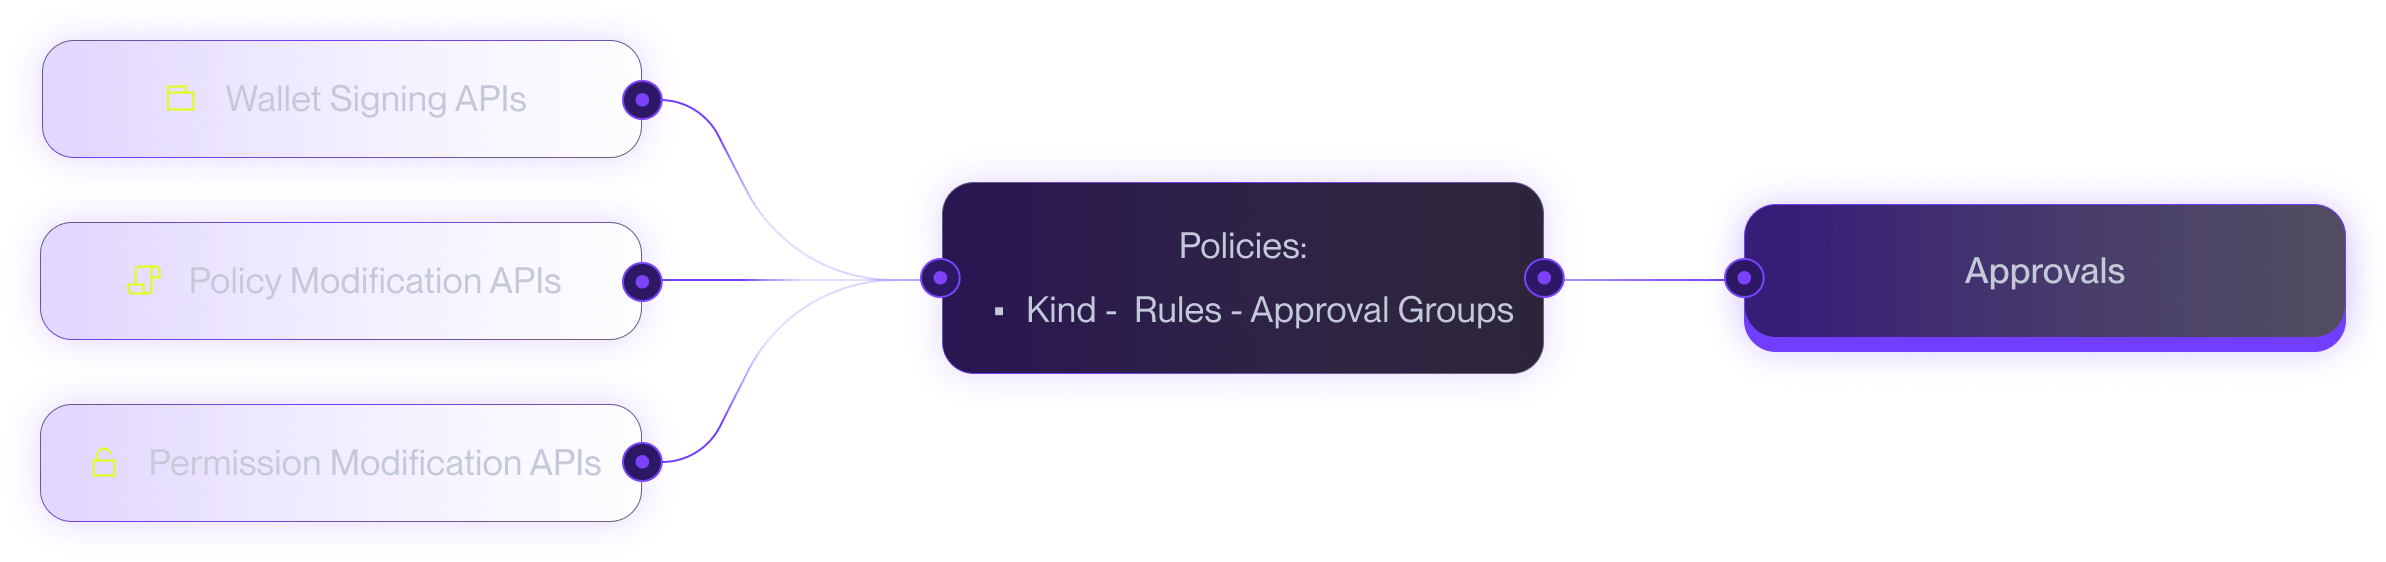 Wallet Signing APIs
Policy Modification APIs
Permission Modification APIs
Policies:
▪ Kind -  Rules - Approval Groups
Approvals